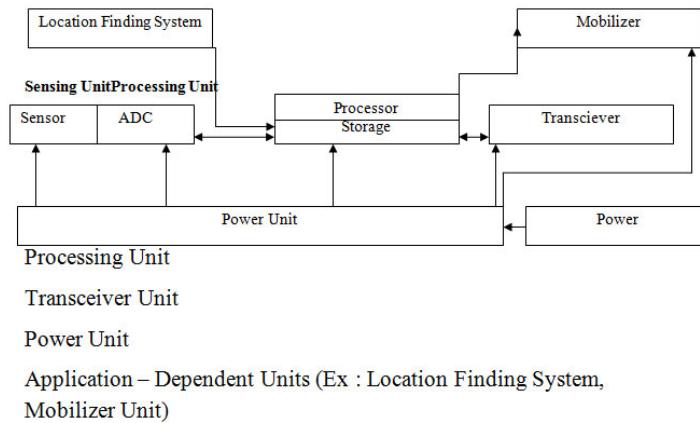 Location Finding System
Mobilizer
Sensing UnitProcessing Unit
Processor
Sensor
ADC
Storage
Transciever
Power Unit
Power
Processing Unit
Transceiver Unit
Power Unit
Application – Dependent Units (Ex : Location Finding System,
Mobilizer Unit)